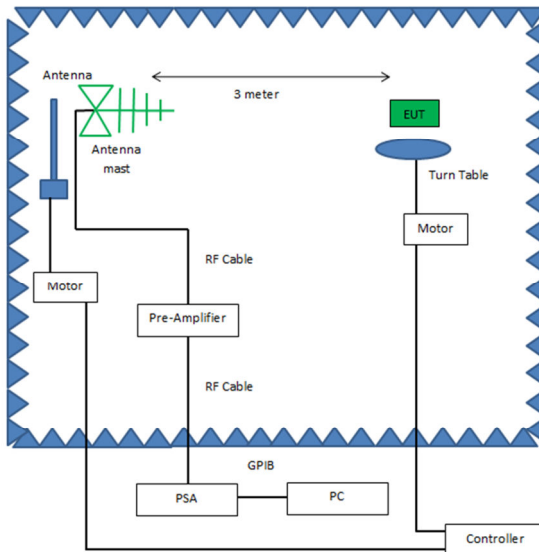 Antenna
3 meter
EUT
Antenna
mast
Turn Table
Motor
RF Cable
Motor
Pre-Amplifier
RF Cable
GPIB
PSA
PC
Controller